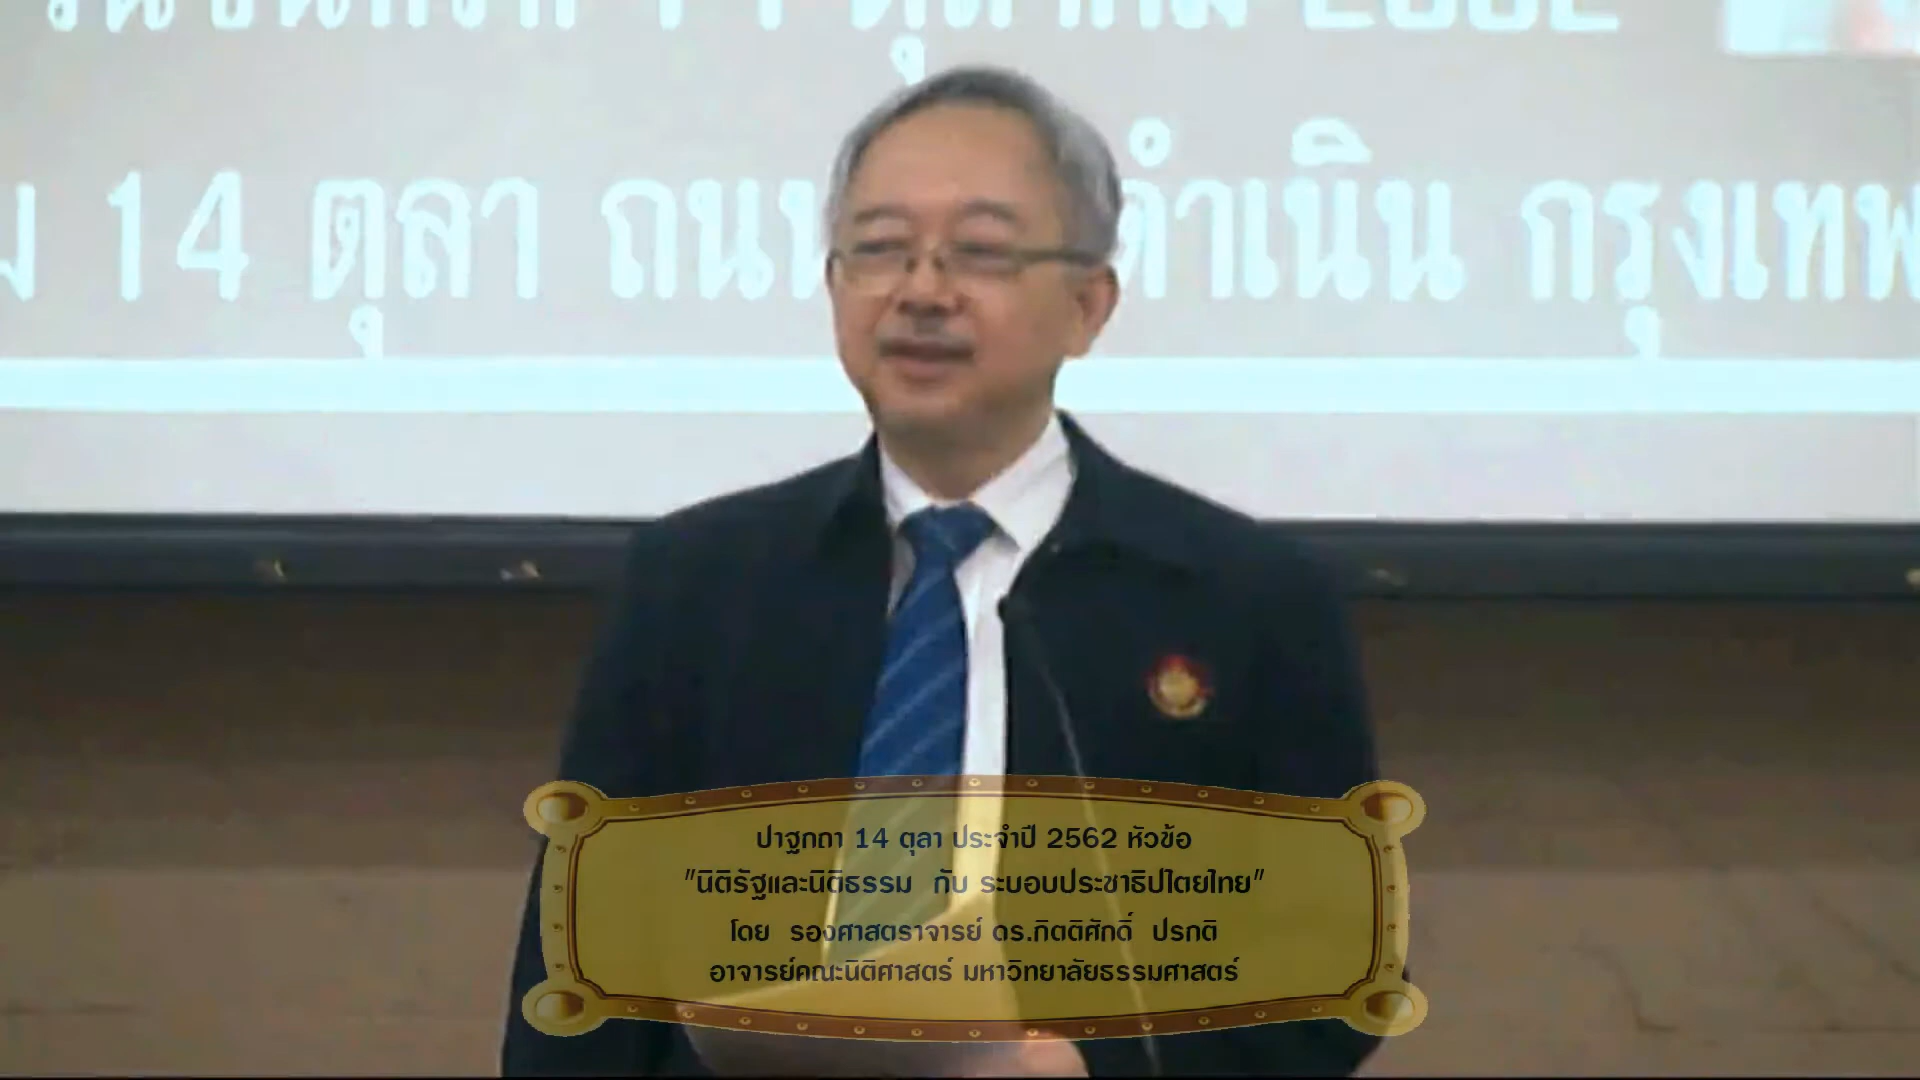 14 ตุลา ถนน ดำเนิน กรุงเทพ
ปาฐกถา 14 ตุลา ประจำปี 2562 หัวข้อ
"นิติรัฐและนิติธรรม กับ ระบอบประชาธิปไตยไทย"
โดย รองศาสตราจารย์ ดร.กิตติศักดิ์ ปรกติ
อาจารย์คณะนิติศาสตร์ มหาวิทยาลัยธรรมศาสตร์